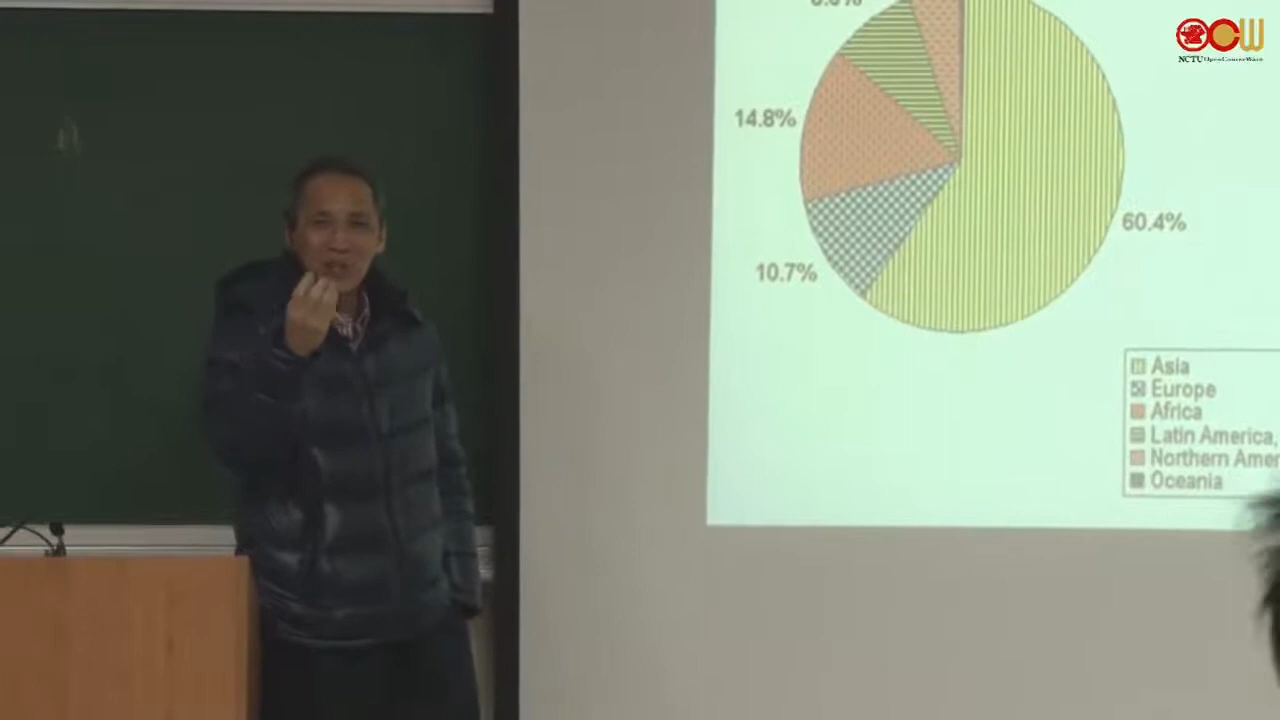 NCTU OpenCourseWare
14.8%
60.4%
10.7%
Asia
Europe
Africa
Latin America,
Northern Amer
Oceania